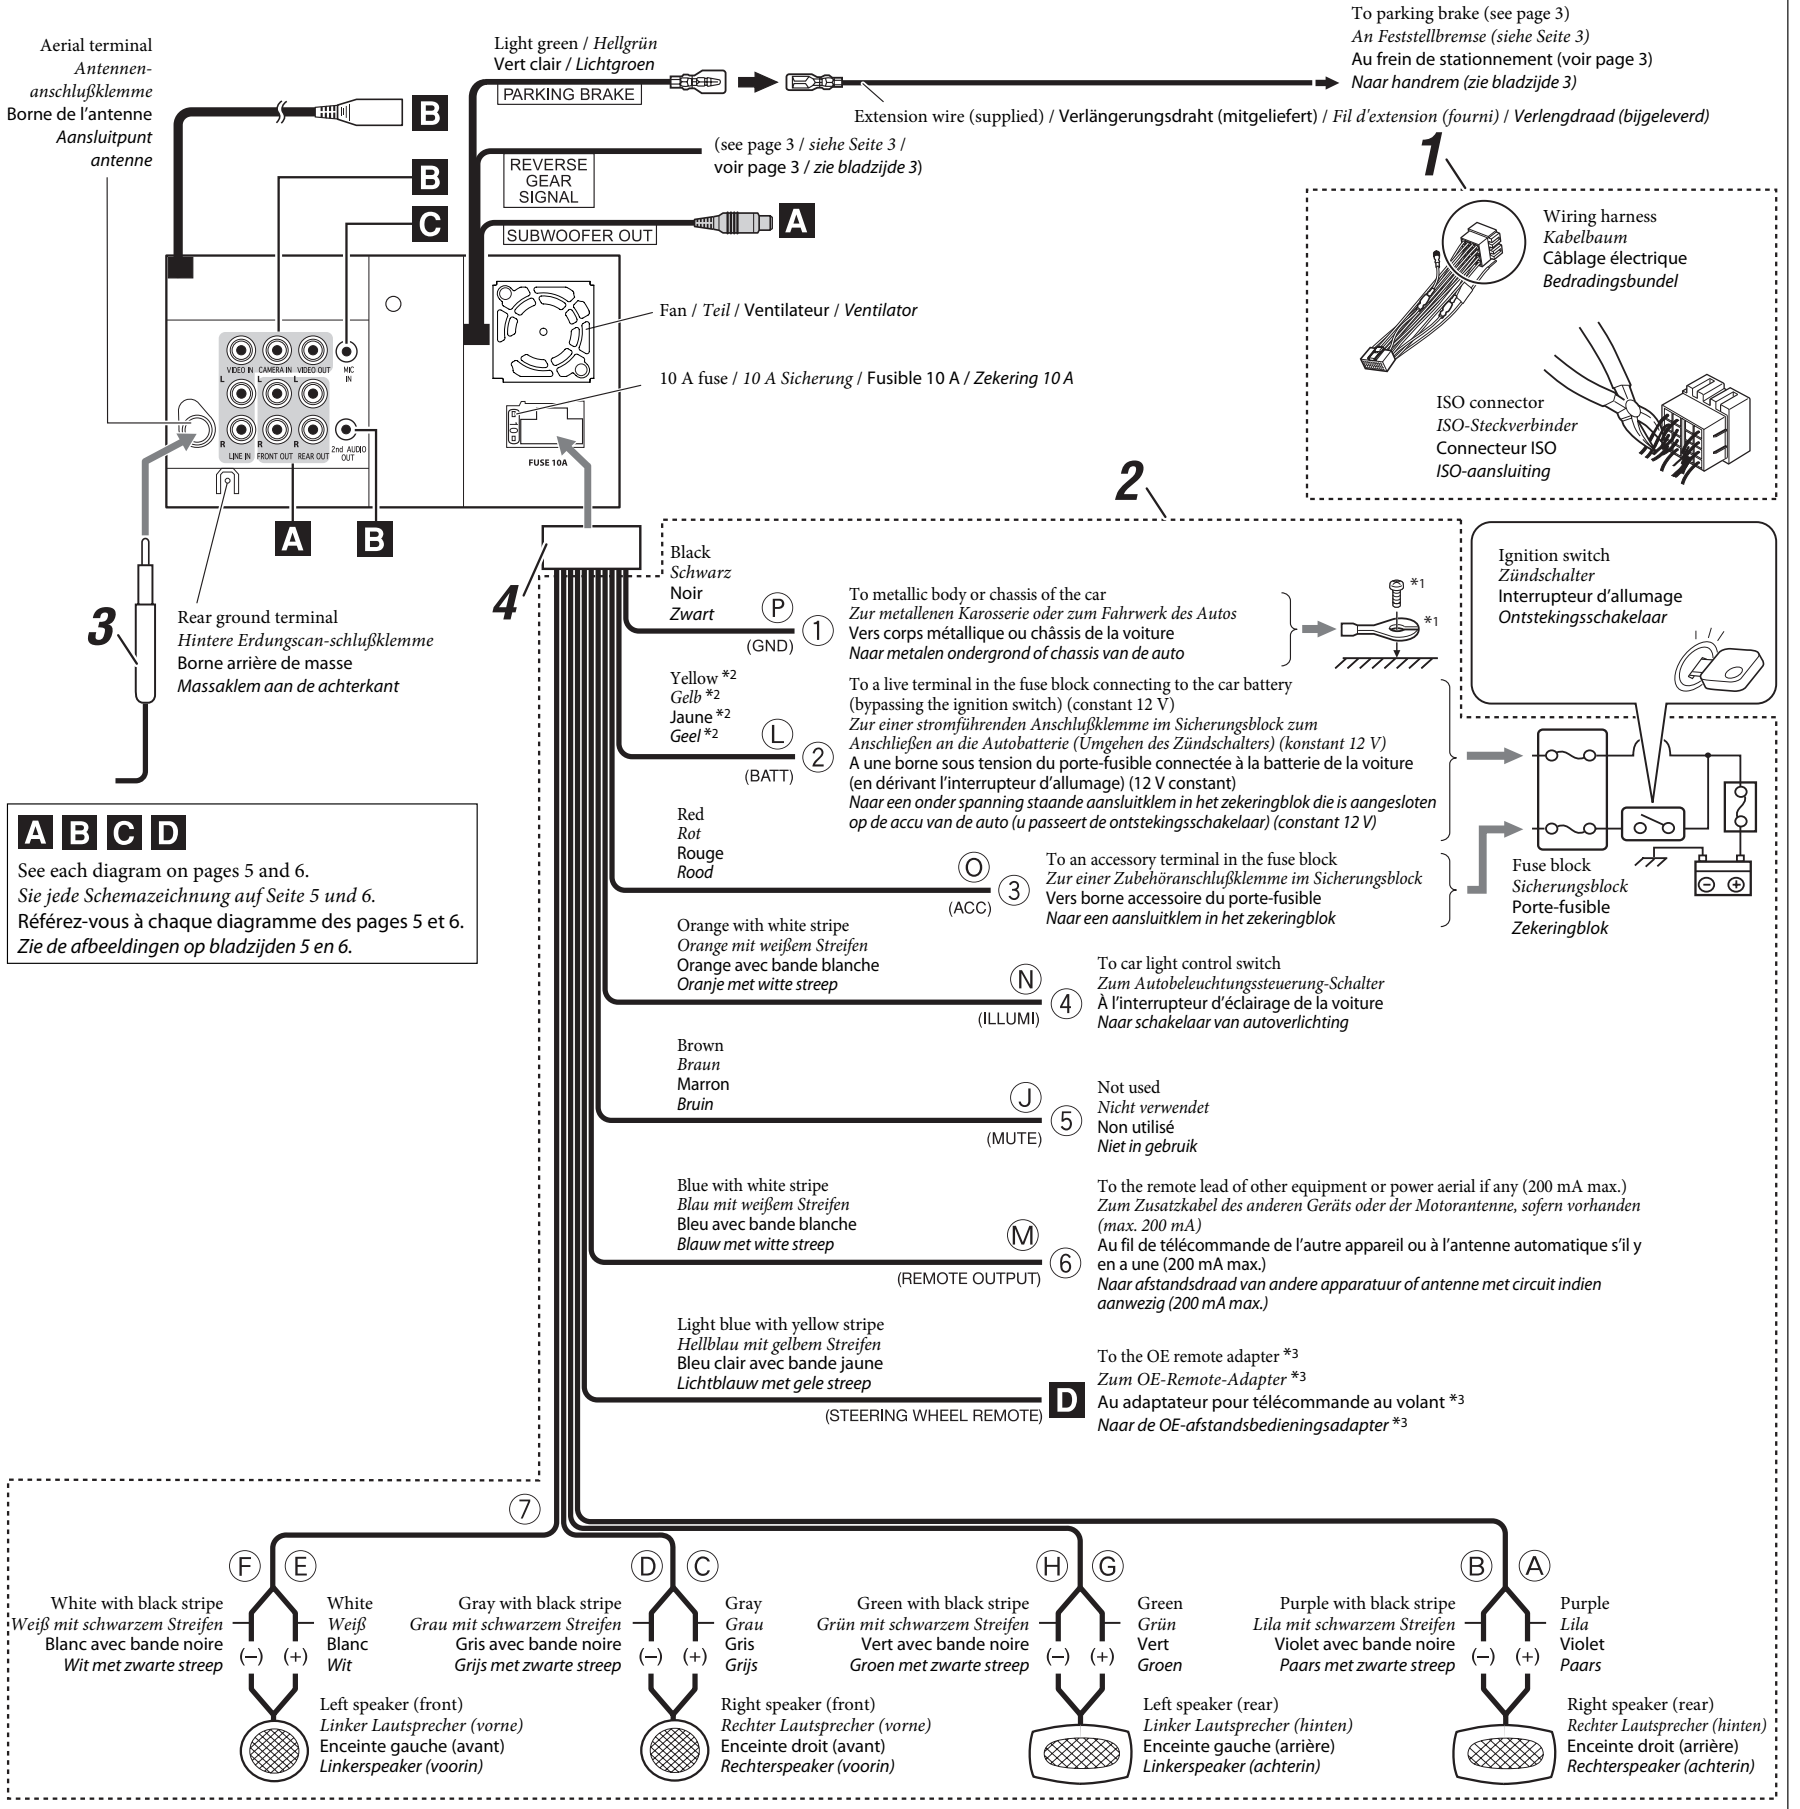 To parking brake (see page 3)
An Feststellbremse (siehe Seite 3)
Au frein de stationnement (voir page 3)
Naar handrem (zie bladzijde 3)
Aerial terminal
Antennen-
anschlußklemme
Borne de l'antenne
Aansluitpunt
antenne
Light green / Hellgrün
Vert clair / Lichtgroen
PARKING BRAKE
B
Extension wire (supplied) / Verlängerungsdraht (mitgeliefert) / Fil d'extension (fourni) / Verlengdraad (bijgeleverd)
REVERSE
GEAR
SIGNAL
(see page 3 / siehe Seite 3 /
voir page 3 / zie bladzijde 3)
B
C
SUBWOOFER OUT
A
1
Wiring harness
Kabelbaum
Câblage électrique
Bedradingsbundel
ISO connector
ISO-Steckverbinder
Connecteur ISO
ISO-aansluiting
Fan / Teil / Ventilateur / Ventilator
10 A fuse / 10 A Sicherung / Fusible 10 A / Zekering 10 A
VIDEO IN CAMERA IN VIDEO OUT
MIC
IN
L L L
R R R
LINE IN FRONT OUT REAR OUT
2nd AUDIO
OUT
10
FUSE 10A
A
B
2
3
4
Rear ground terminal
Hintere Erdungscan-schlußklemme
Borne arrière de masse
Massaklem aan de achterkant
Black
Schwarz
Noir
Zwart
P
(GND)
1
To metallic body or chassis of the car
Zur metallenen Karosserie oder zum Fahrwerk des Autos
Vers corps métallique ou châssis de la voiture
Naar metalen ondergrond of chassis van de auto
*1
*1
Ignition switch
Zündschalter
Interrupteur d'allumage
Ontstekingsschakelaar
Yellow *2
Gelb *2
Jaune *2
Geel *2
L
(BATT)
2
To a live terminal in the fuse block connecting to the car battery
(bypassing the ignition switch) (constant 12 V)
Zur einer stromführenden Anschlußklemme im Sicherungsblock zum
Anschließen an die Autobatterie (Umgehen des Zündschalters) (konstant 12 V)
A une borne sous tension du porte-fusible connectée à la batterie de la voiture
(en dérivant l'interrupteur d'allumage) (12 V constant)
Naar een onder spanning staande aansluitklem in het zekeringblok die is aangesloten
op de accu van de auto (u passeert de ontstekingsschakelaar) (constant 12 V)
A B C D
See each diagram on pages 5 and 6.
Sie jede Schemazeichnung auf Seite 5 und 6.
Référez-vous à chaque diagramme des pages 5 et 6.
Zie de afbeeldingen op bladzijden 5 en 6.
Red
Rot
Rouge
Rood
O
(ACC)
3
To an accessory terminal in the fuse block
Zur einer Zubehöranschlußklemme im Sicherungsblock
Vers borne accessoire du porte-fusible
Naar een aansluitklem in het zekeringblok
Fuse block
Sicherungsblock
Porte-fusible
Zekeringblok
Orange with white stripe
Orange mit weißem Streifen
Orange avec bande blanche
Oranje met witte streep
N
(ILLUMI)
4
To car light control switch
Zum Autobeleuchtungssteuerung-Schalter
À l'interrupteur d'éclairage de la voiture
Naar schakelaar van autoverlichting
Brown
Braun
Marron
Bruin
J
(MUTE)
5
Not used
Nicht verwendet
Non utilisé
Niet in gebruik
Blue with white stripe
Blau mit weißem Streifen
Bleu avec bande blanche
Blauw met witte streep
M
(REMOTE OUTPUT)
6
To the remote lead of other equipment or power aerial if any (200 mA max.)
Zum Zusatzkabel des anderen Geräts oder der Motorantenne, sofern vorhanden
(max. 200 mA)
Au fil de télécommande de l'autre appareil ou à l'antenne automatique s'il y
en a une (200 mA max.)
Naar afstandsdraad van andere apparatuur of antenne met circuit indien
aanwezig (200 mA max.)
Light blue with yellow stripe
Hellblau mit gelbem Streifen
Bleu clair avec bande jaune
Lichtblauw met gele streep
(STEERING WHEEL REMOTE)
D
To the OE remote adapter *3
Zum OE-Remote-Adapter *3
Au adaptateur pour télécommande au volant *3
Naar de OE-afstandsbedieningsadapter *3
7
F E
White with black stripe
Weiß mit schwarzem Streifen
Blanc avec bande noire
Wit met zwarte streep
(–) (+)
White
Weiß
Blanc
Wit
Left speaker (front)
Linker Lautsprecher (vorne)
Enceinte gauche (avant)
Linkerspeaker (voorin)
D C
Gray with black stripe
Grau mit schwarzem Streifen
Gris avec bande noire
Grijs met zwarte streep
(–) (+)
Gray
Grau
Gris
Grijs
Right speaker (front)
Rechter Lautsprecher (vorne)
Enceinte droit (avant)
Rechterspeaker (voorin)
H G
Green with black stripe
Grün mit schwarzem Streifen
Vert avec bande noire
Groen met zwarte streep
(–) (+)
Green
Grün
Vert
Groen
Left speaker (rear)
Linker Lautsprecher (hinten)
Enceinte gauche (arrière)
Linkerspeaker (achterin)
B A
Purple with black stripe
Lila mit schwarzem Streifen
Violet avec bande noire
Paars met zwarte streep
(–) (+)
Purple
Lila
Violet
Paars
Right speaker (rear)
Rechter Lautsprecher (hinten)
Enceinte droit (arrière)
Rechterspeaker (achterin)